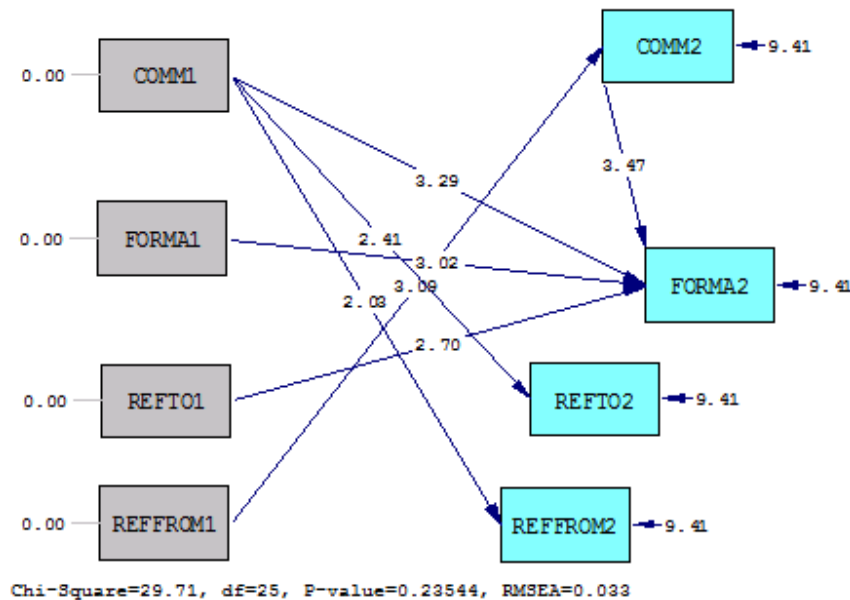 0.00 COMM1 COMM2 9.41
3.47
3.29
0.00 FORMA1 2.41
3.02 FORMA2 9.41
3.09
2.03
2.70
0.00 REFTO1 REFTO2 9.41
0.00 REFFROM1 REFFROM2 9.41
Chi-Square=29.71, df=25, P-value=0.23544, RMSEA=0.033